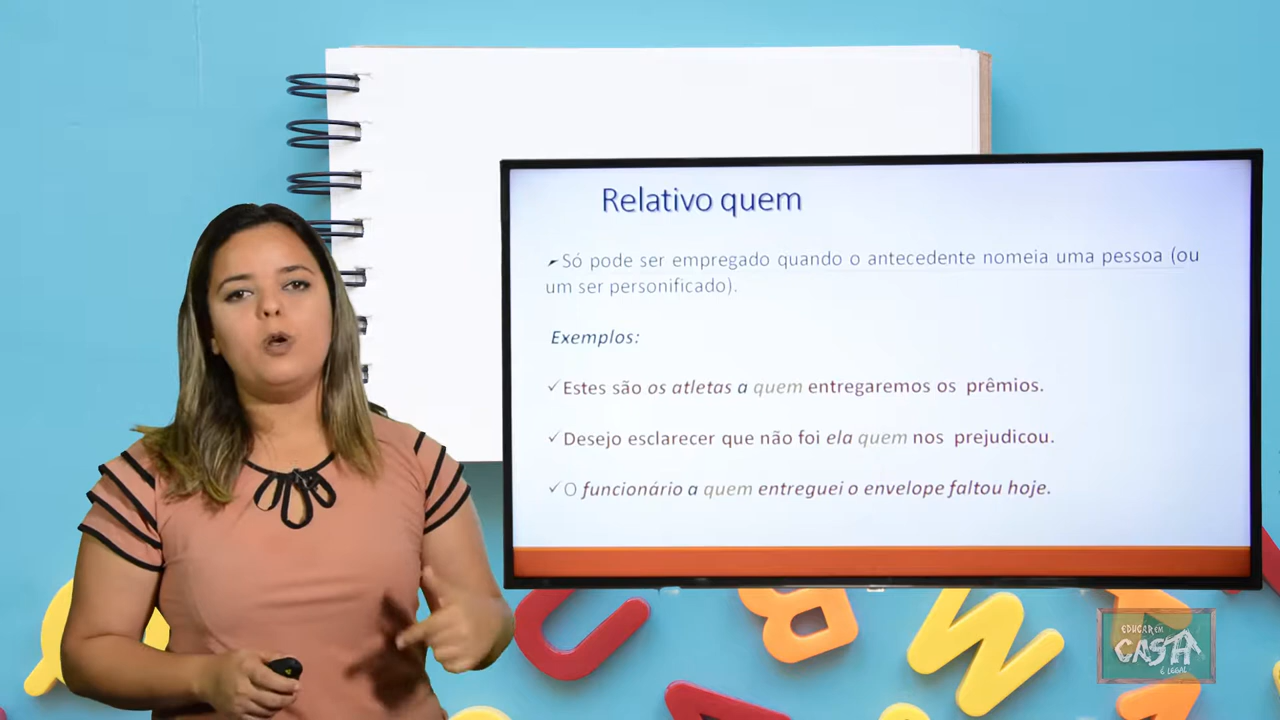 Relativo quem
Só pode ser empregado quando o antecedente nomeia uma pessoa (ou
um ser personificado).
Exemplos:
Estes são os atletas a quem entregaremos os prêmios.
Desejo esclarecer que não foi ela quem nos prejudicou.
O funcionário a quem entreguei o envelope faltou hoje.
EDUCAR EM
CASA
É LEGAL